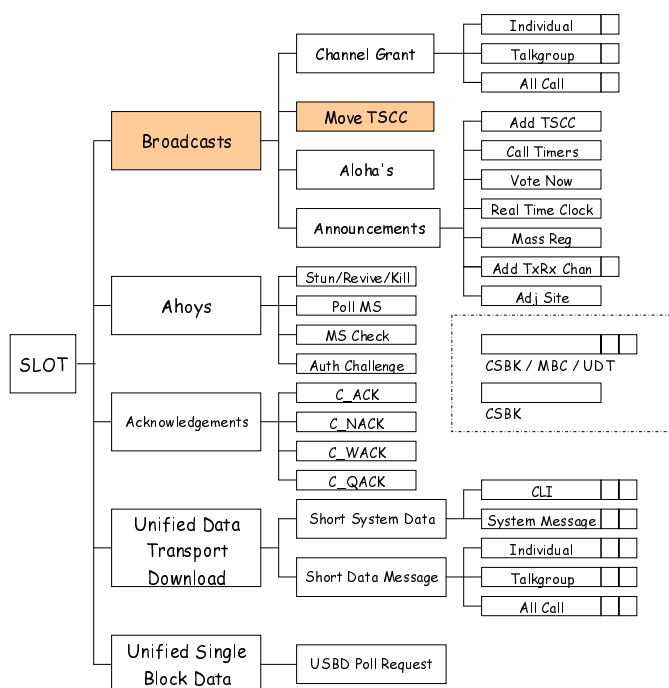 SLOT
Broadcasts
Channel Grant
Individual
Talkgroup
All Call
Move TSCC
Aloha's
Announcements
Add TSCC
Call Timers
Vote Now
Real Time Clock
Mass Reg
Add TxRx Chan
Adj Site
Ahoys
Stun/Revive/Kill
Poll MS
MS Check
Auth Challenge
CSBK / MBC / UDT
CSBK
Acknowledgements
C_ACK
C_NACK
C_WACK
C_QACK
Unified Data
Transport
Download
Short System Data
CLI
System Message
Short Data Message
Individual
Talkgroup
All Call
Unified Single
Block Data
USBD Poll Request